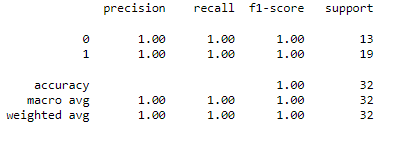 precision recall f1-score support
0 1.00 1.00 1.00 13
1 1.00 1.00 1.00 19
accuracy 1.00 32
macro avg 1.00 1.00 1.00 32
weighted avg 1.00 1.00 1.00 32